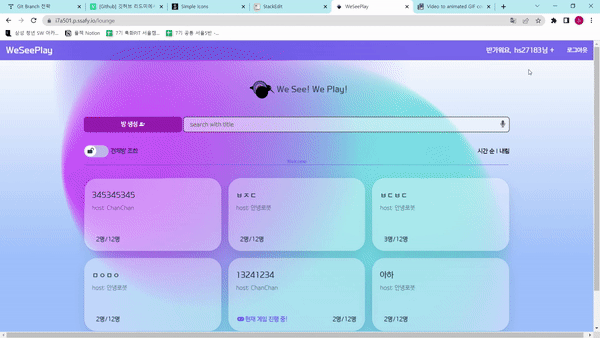 Git Branch 전략
[Github] 깃허브 리드미에
Simple Icons
StackEdit
WeSeePlay
Video to animated GIF co
i7a501.p.ssafy.io/lounge
삼성 청년 SW 아카...
올렉 Notion
7기 특화PJT 서울캠...
7기 공통 서울5반 -...
WeSeePlay
반가워요, hs27183님
로그아웃
We See! We Play!
방 생성
search with title
전체방 조회
시간 순 | 내림
345345345
host: ChanChan
2명/12명
ㅂㅈㄷ
host: 안녕로렛
2명/12명
ㅂㄷㅂㄷ
host: 안녕로렛
3명/12명
ㅁㅇㅁㅇ
host: 안녕로렛
2명/12명
13241234
host: ChanChan
현재 게임 진행 중!
2명/12명
아하
host: 안녕로렛
2명/12명